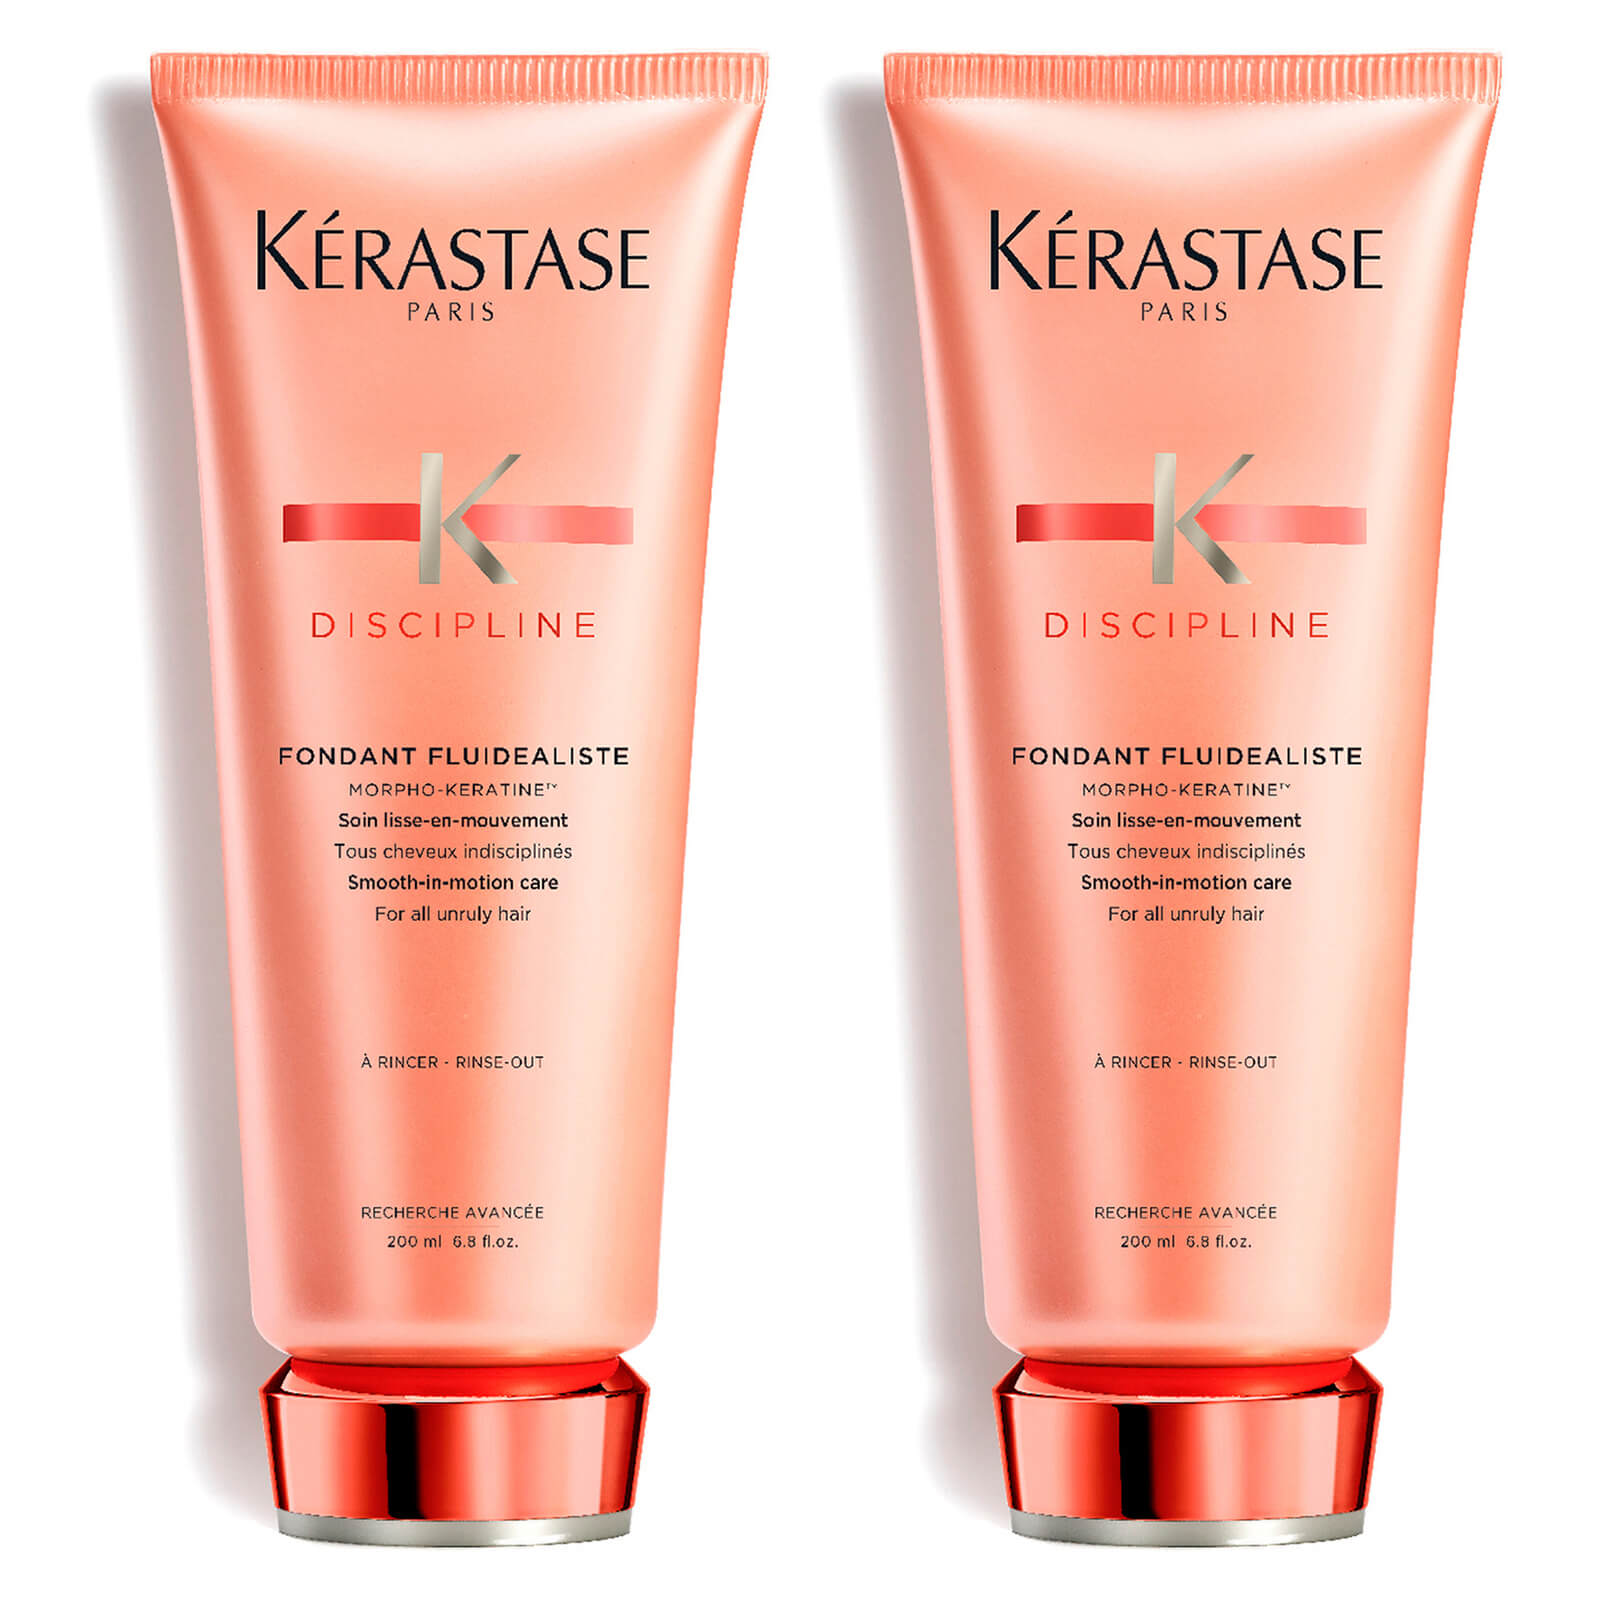 KÉRASTASE
PARIS
K
DISCIPLINE
FONDANT FLUIDEALISTE
MORPHO-KERATINE™
Soin lisse-en-mouvement
Tous cheveux indisciplinés
Smooth-in-motion care
For all unruly hair
À RINCER - RINSE-OUT
RECHERCHE AVANCÉE
200 ml 6.8 fl.oz.
KÉRASTASE
PARIS
K
DISCIPLINE
FONDANT FLUIDEALISTE
MORPHO-KERATINE™
Soin lisse-en-mouvement
Tous cheveux indisciplinés
Smooth-in-motion care
For all unruly hair
À RINCER - RINSE-OUT
RECHERCHE AVANCÉE
200 ml 6.8 fl.oz.